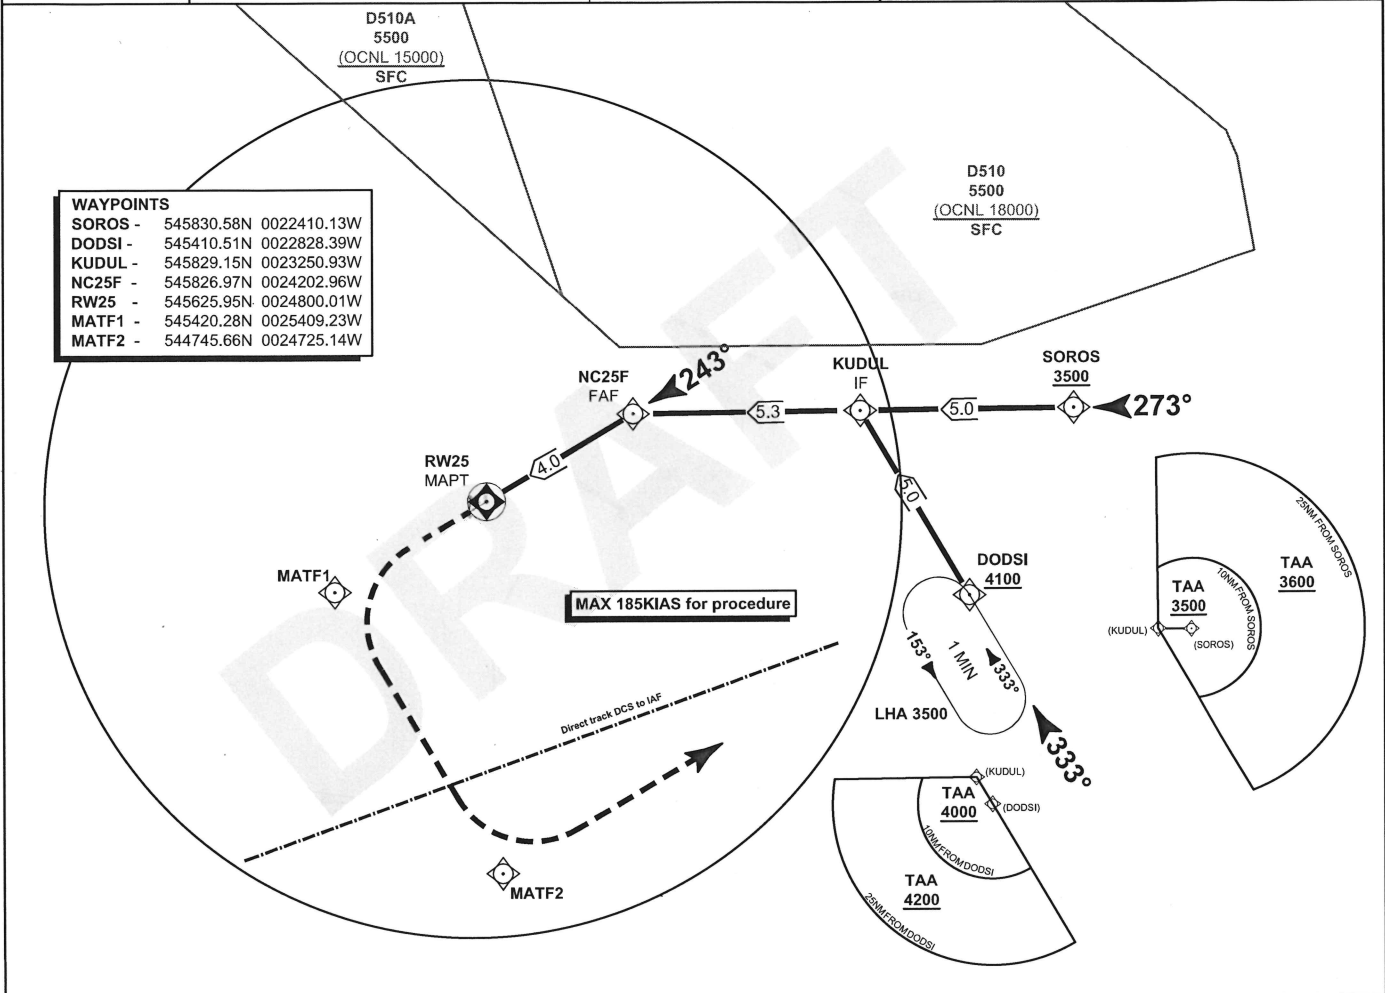 D510A
5500
(OCNL 15000)
SFC
D510
5500
(OCNL 18000)
SFC
WAYPOINTS
SOROS - 545830.58N 0022410.13W
DODSI - 545410.51N 0022828.39W
KUDUL - 545829.15N 0023250.93W
NC25F - 545826.97N 0024202.96W
RW25 - 545625.95N 0024800.01W
MATF1 - 545420.28N 0025409.23W
MATF2 - 544745.66N 0024725.14W
DRAFT
NC25F
FAF
243°
KUDUL
IF
SOROS
3500
5.3
5.0
273°
RW25
MAPT
4.0
5.0
MATF1
DODSI
4100
MAX 185KIAS for procedure
153°
1 MIN
333°
LHA 3500
333°
Direct track DCS to IAF
MATF2
25NM FROM SOROS
TAA
3600
10NM FROM SOROS
TAA
3500
(KUDUL)
(SOROS)
(KUDUL)
TAA
4000
(DODSI)
10NM FROM DODSI
TAA
4200
25NM FROM DODSI